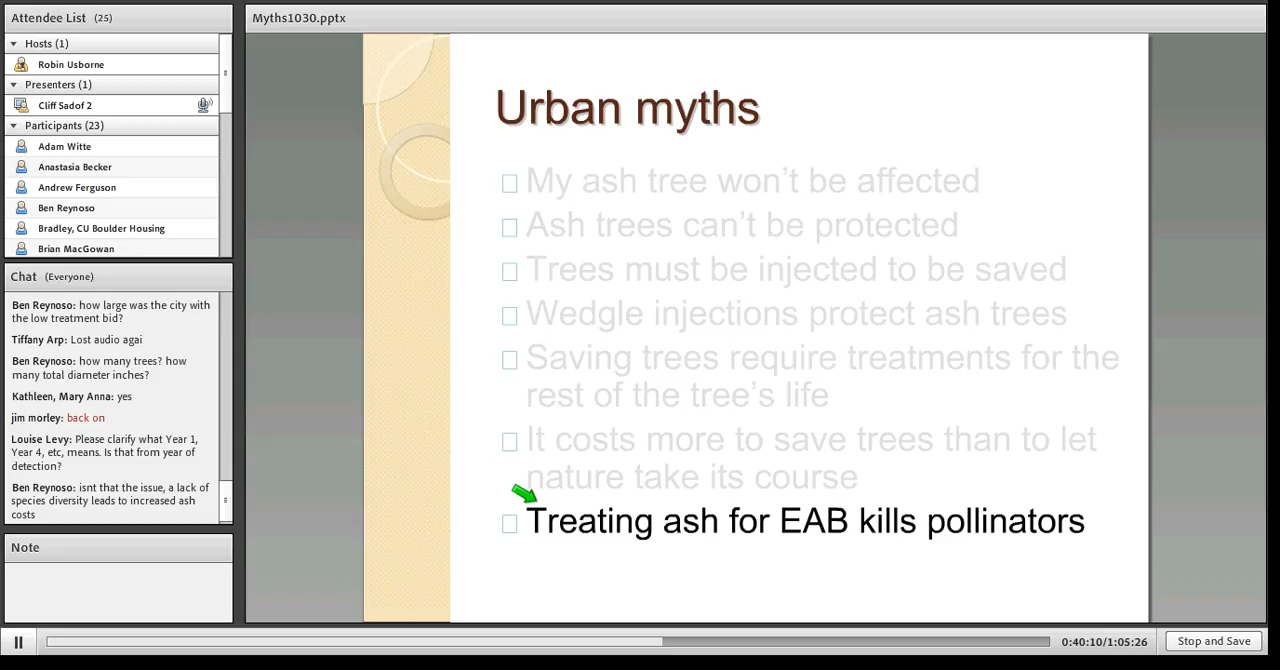 Attendee List (25)
Hosts (1)
Robin Usborne
Presenters (1)
Cliff Sadof 2
Participants (23)
Adam Witte
Anastasia Becker
Andrew Ferguson
Ben Reynoso
Bradley, CU Boulder Housing
Brian MacGowan
Chat (Everyone)
Ben Reynoso: how large was the city with
the low treatment bid?
Tiffany Arp: Lost audio agai
Ben Reynoso: how many trees? how
many total diameter inches?
Kathleen, Mary Anna: yes
jim morley: back on
Louise Levy: Please clarify what Year 1,
Year 4, etc, means. Is that from year of
detection?
Ben Reynoso: isnt that the issue, a lack of
species diversity leads to increased ash
costs
Note
Myths1030.pptx
Urban myths
My ash tree won't be affected
Ash trees can't be protected
Trees must be injected to be saved
Wedgle injections protect ash trees
Saving trees require treatments for the
rest of the tree's life
It costs more to save trees than to let
nature take its course
Treating ash for EAB kills pollinators
0:40:10/1:05:26
Stop and Save